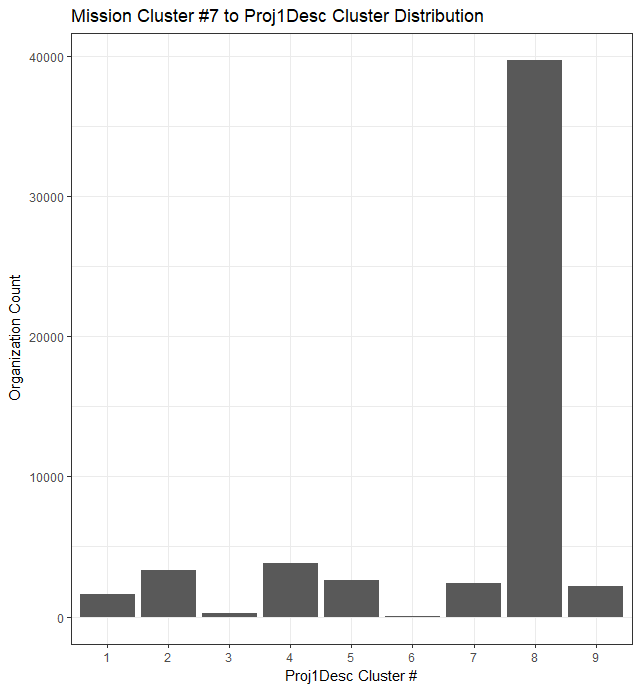 Mission Cluster #7 to Proj1Desc Cluster Distribution
Organization Count
40000
30000
20000
10000
0
1 2 3 4 5 6 7 8 9
Proj1Desc Cluster #